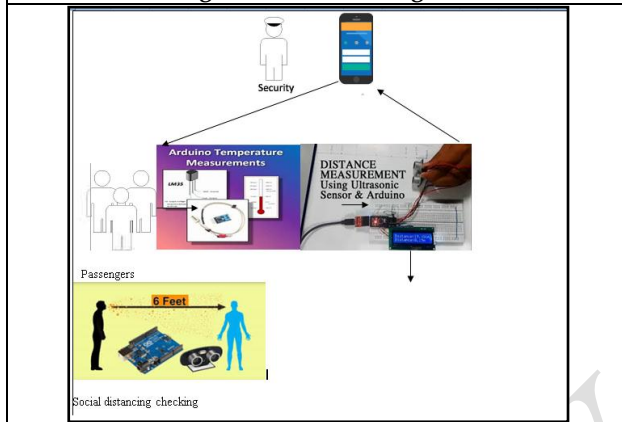 Security
Arduino Temperature
Measurements
LM35
DISTANCE
MEASUREMENT
Using Ultrasonic
Sensor & Arduino
Passengers
6 Feet
Social distancing checking